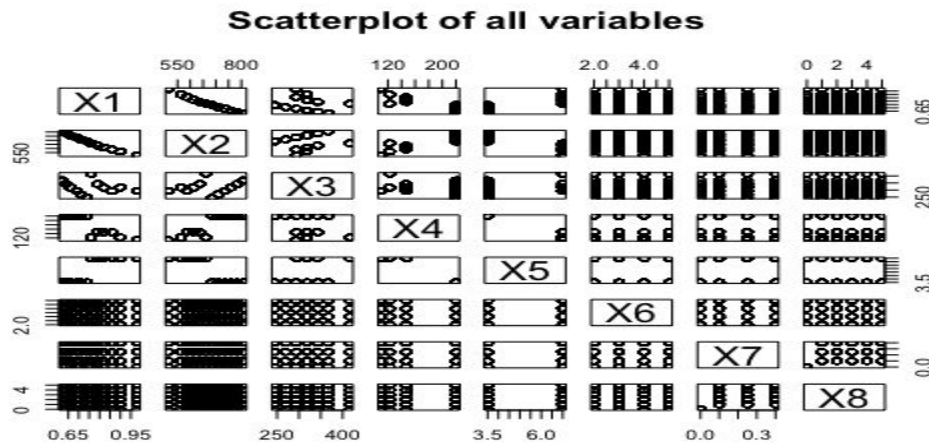 Scatterplot of all variables
550 800 120 200 2.0 4.0 0 2 4
X1 0.65
550 X2
X3 250
120 X4
X5 3.5
2.0 X6
X7 0.0
0 4 X8
0.65 0.95 250 400 3.5 6.0 0.0 0.3